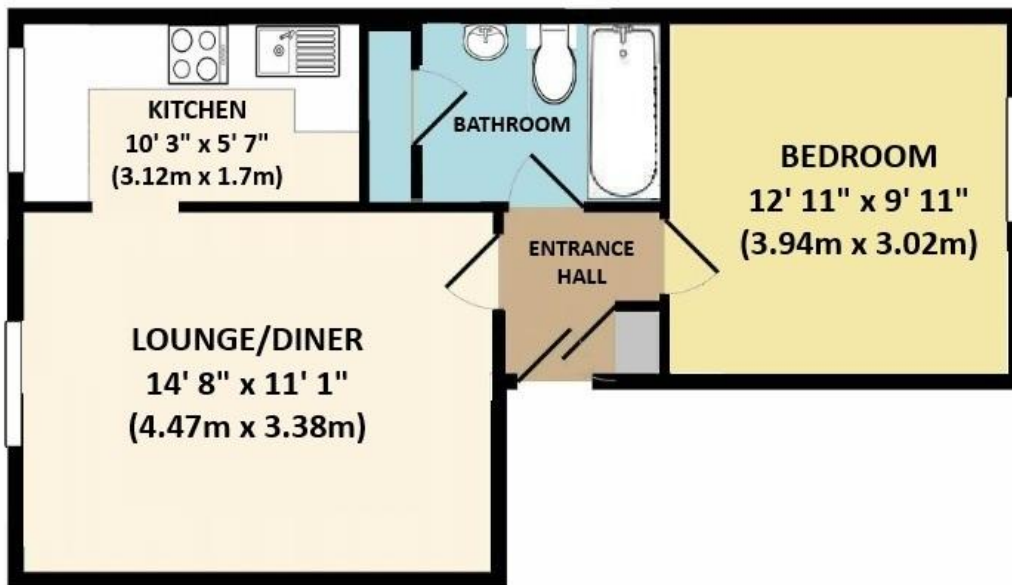 KITCHEN
10' 3" x 5' 7"
(3.12m x 1.7m)
BATHROOM
BEDROOM
12' 11" x 9' 11"
(3.94m x 3.02m)
ENTRANCE
HALL
LOUNGE/DINER
14' 8" x 11' 1"
(4.47m x 3.38m)